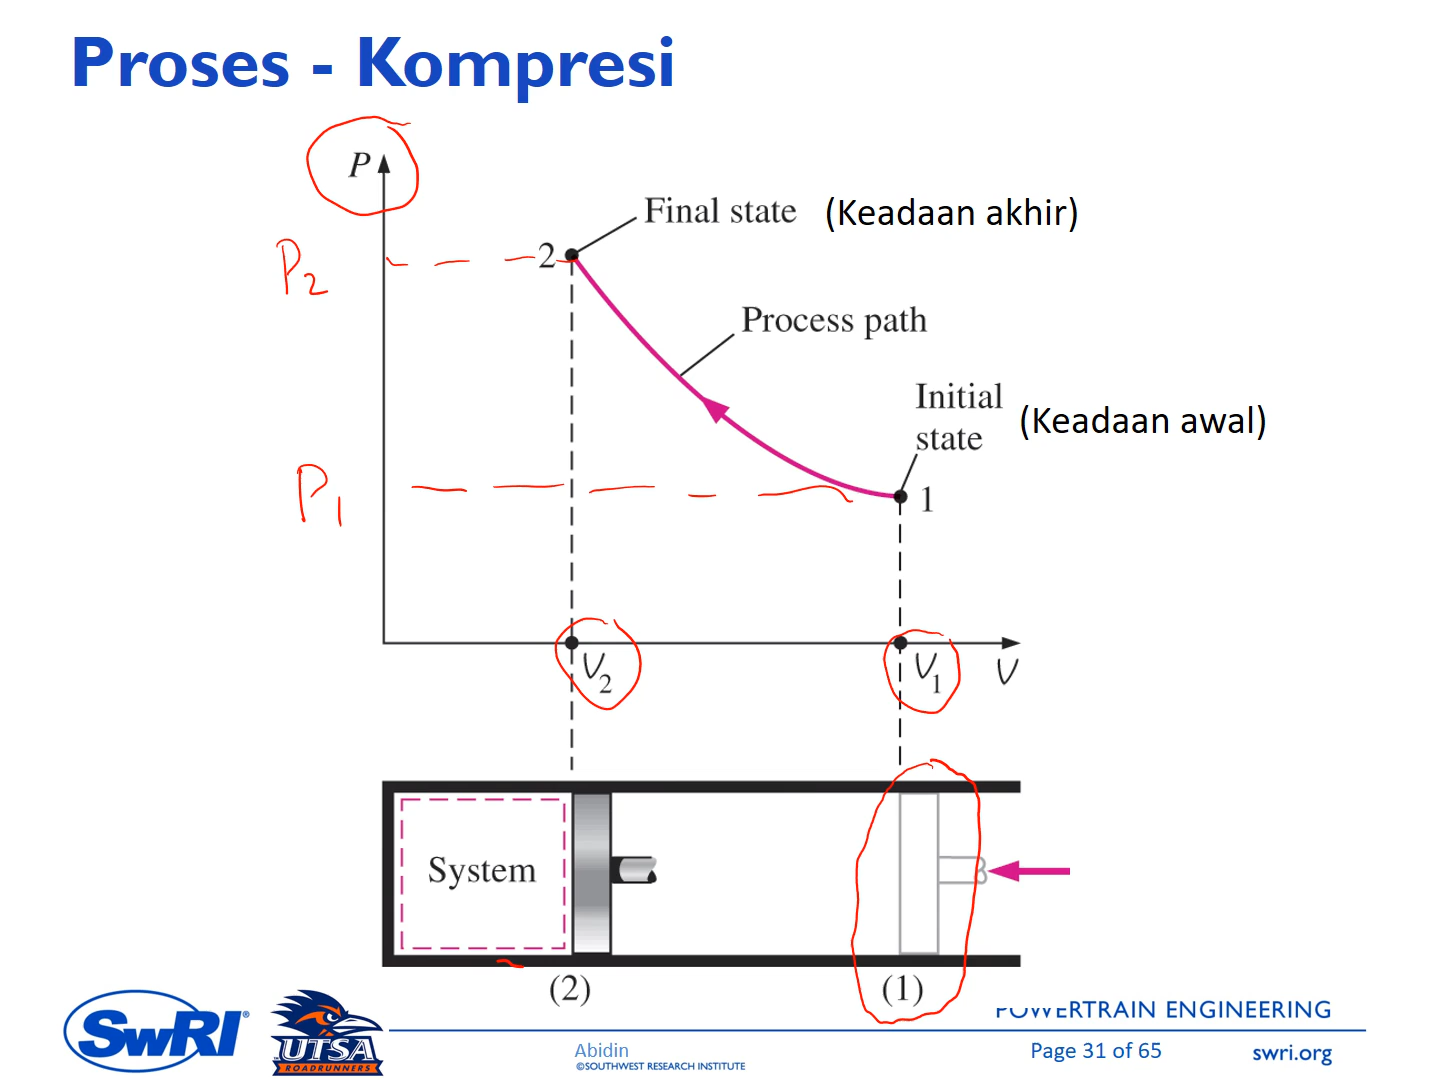 Proses - Kompresi
P
Final state (Keadaan akhir)
P2
2
Process path
Initial
state
(Keadaan awal)
P1
1
V2
V1
V
System
(2)
(1)
POWERTRAIN ENGINEERING
SwRI®
UTSA
ROADRUNNERS
Abidin
©SOUTHWEST RESEARCH INSTITUTE
Page 31 of 65
swri.org